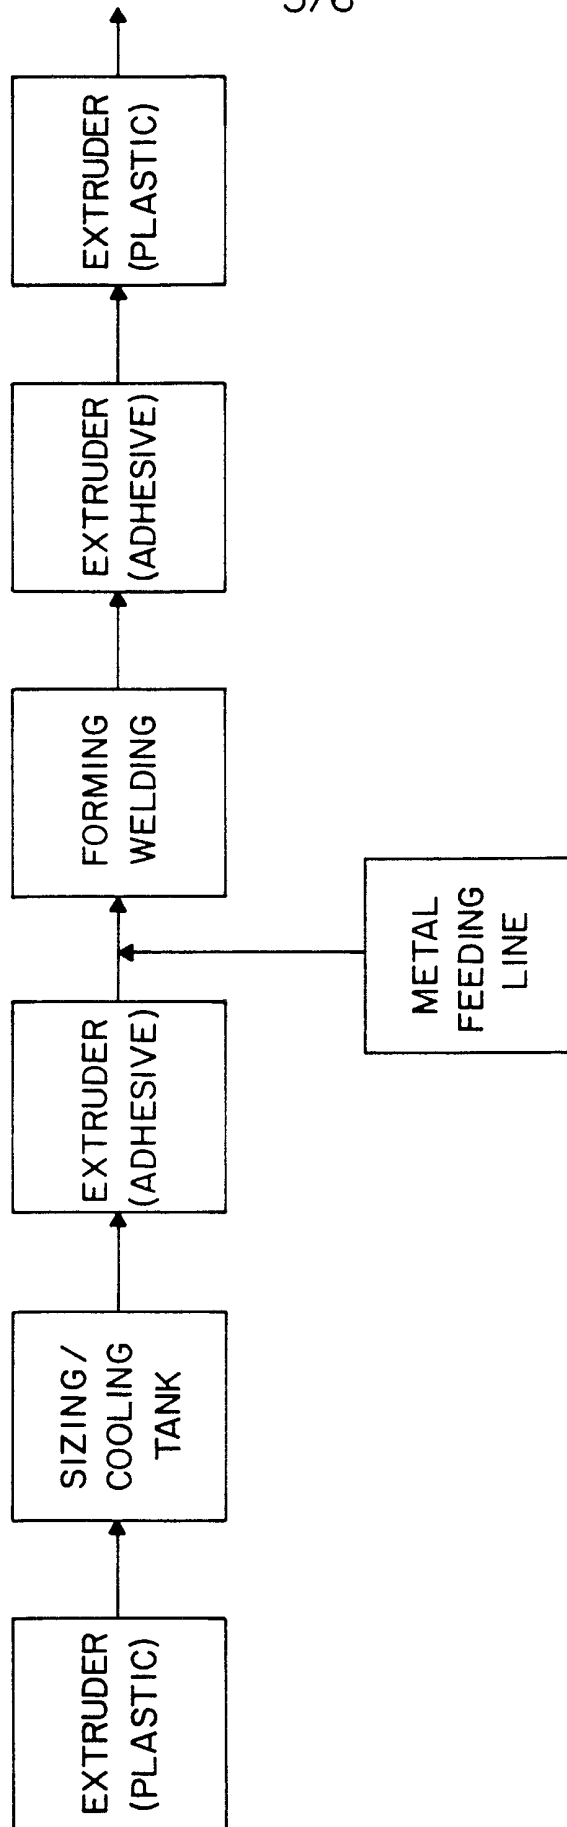 EXTRUDER
(PLASTIC)
SIZING/
COOLING
TANK
EXTRUDER
(ADHESIVE)
METAL
FEEDING
LINE
FORMING
WELDING
EXTRUDER
(ADHESIVE)
EXTRUDER
(PLASTIC)